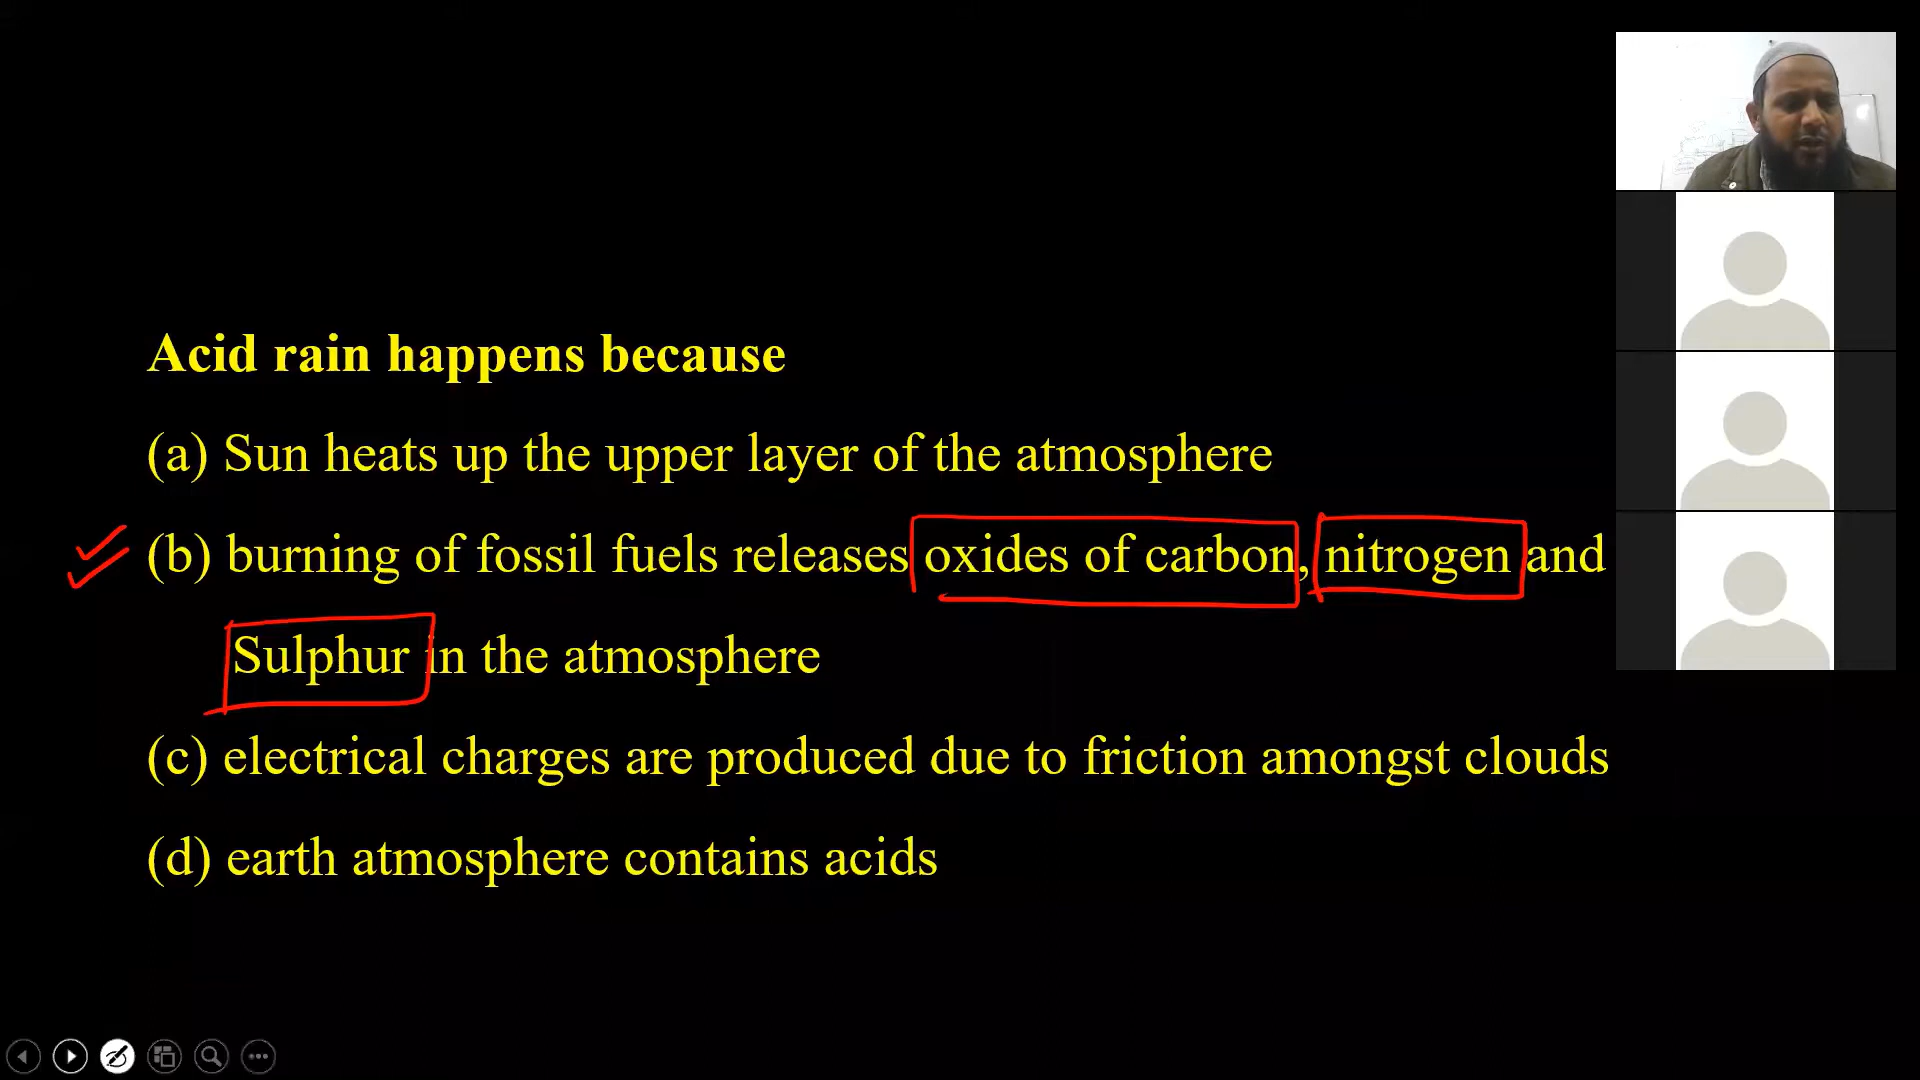 Acid rain happens because
(a) Sun heats up the upper layer of the atmosphere
(b) burning of fossil fuels releases oxides of carbon, nitrogen and
Sulphur in the atmosphere
(c) electrical charges are produced due to friction amongst clouds
(d) earth atmosphere contains acids